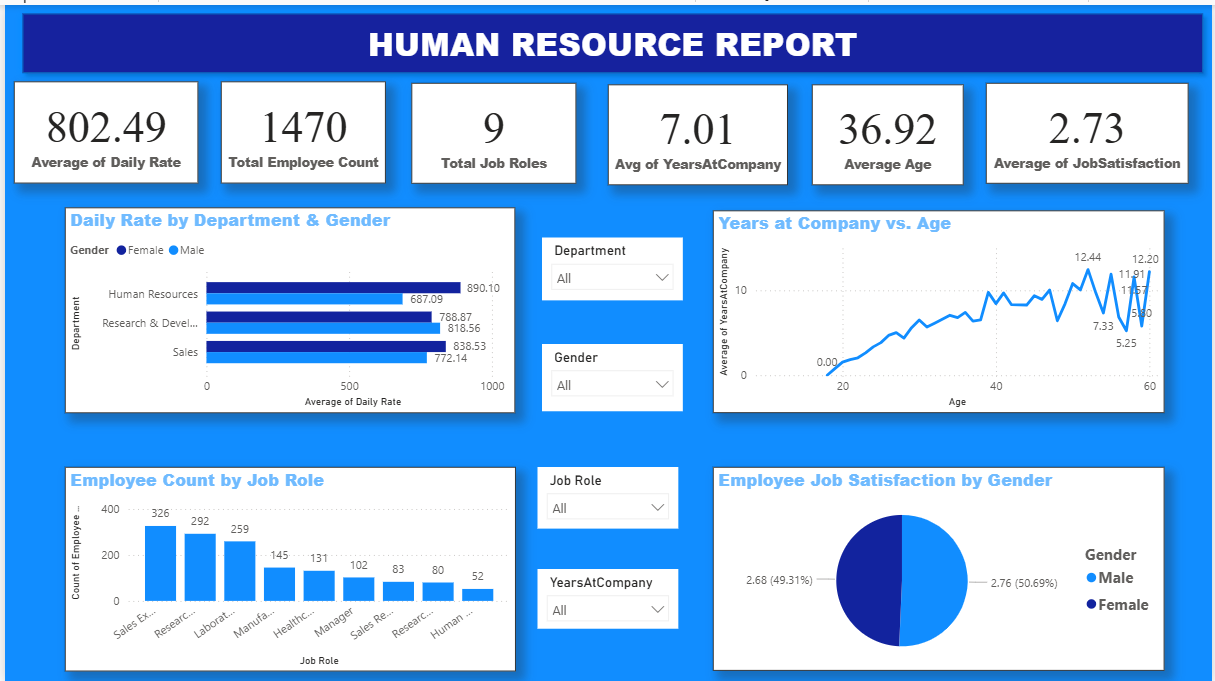 HUMAN RESOURCE REPORT
802.49
Average of Daily Rate
1470
Total Employee Count
9
Total Job Roles
7.01
Avg of YearsAtCompany
36.92
Average Age
2.73
Average of JobSatisfaction
Daily Rate by Department & Gender
Gender Female Male
Department
Human Resources
890.10
687.09
Research & Devel...
788.87
818.56
Sales
838.53
772.14
0 500 1000
Average of Daily Rate
Department
All
Gender
All
Years at Company vs. Age
Average of YearsAtCompany
10
0
0.00
12.44
12.20
11.91
11.57
5.80
7.33
5.25
20 40 60
Age
Employee Count by Job Role
Count of Employee ...
400
200
0
326
292
259
145
131
102
83
80
52
Sales Ex...
Researc...
Laborat...
Manufa...
Healthc...
Manager
Sales Re...
Researc...
Human ...
Job Role
Job Role
All
YearsAtCompany
All
Employee Job Satisfaction by Gender
2.68 (49.31%)
2.76 (50.69%)
Gender
Male
Female